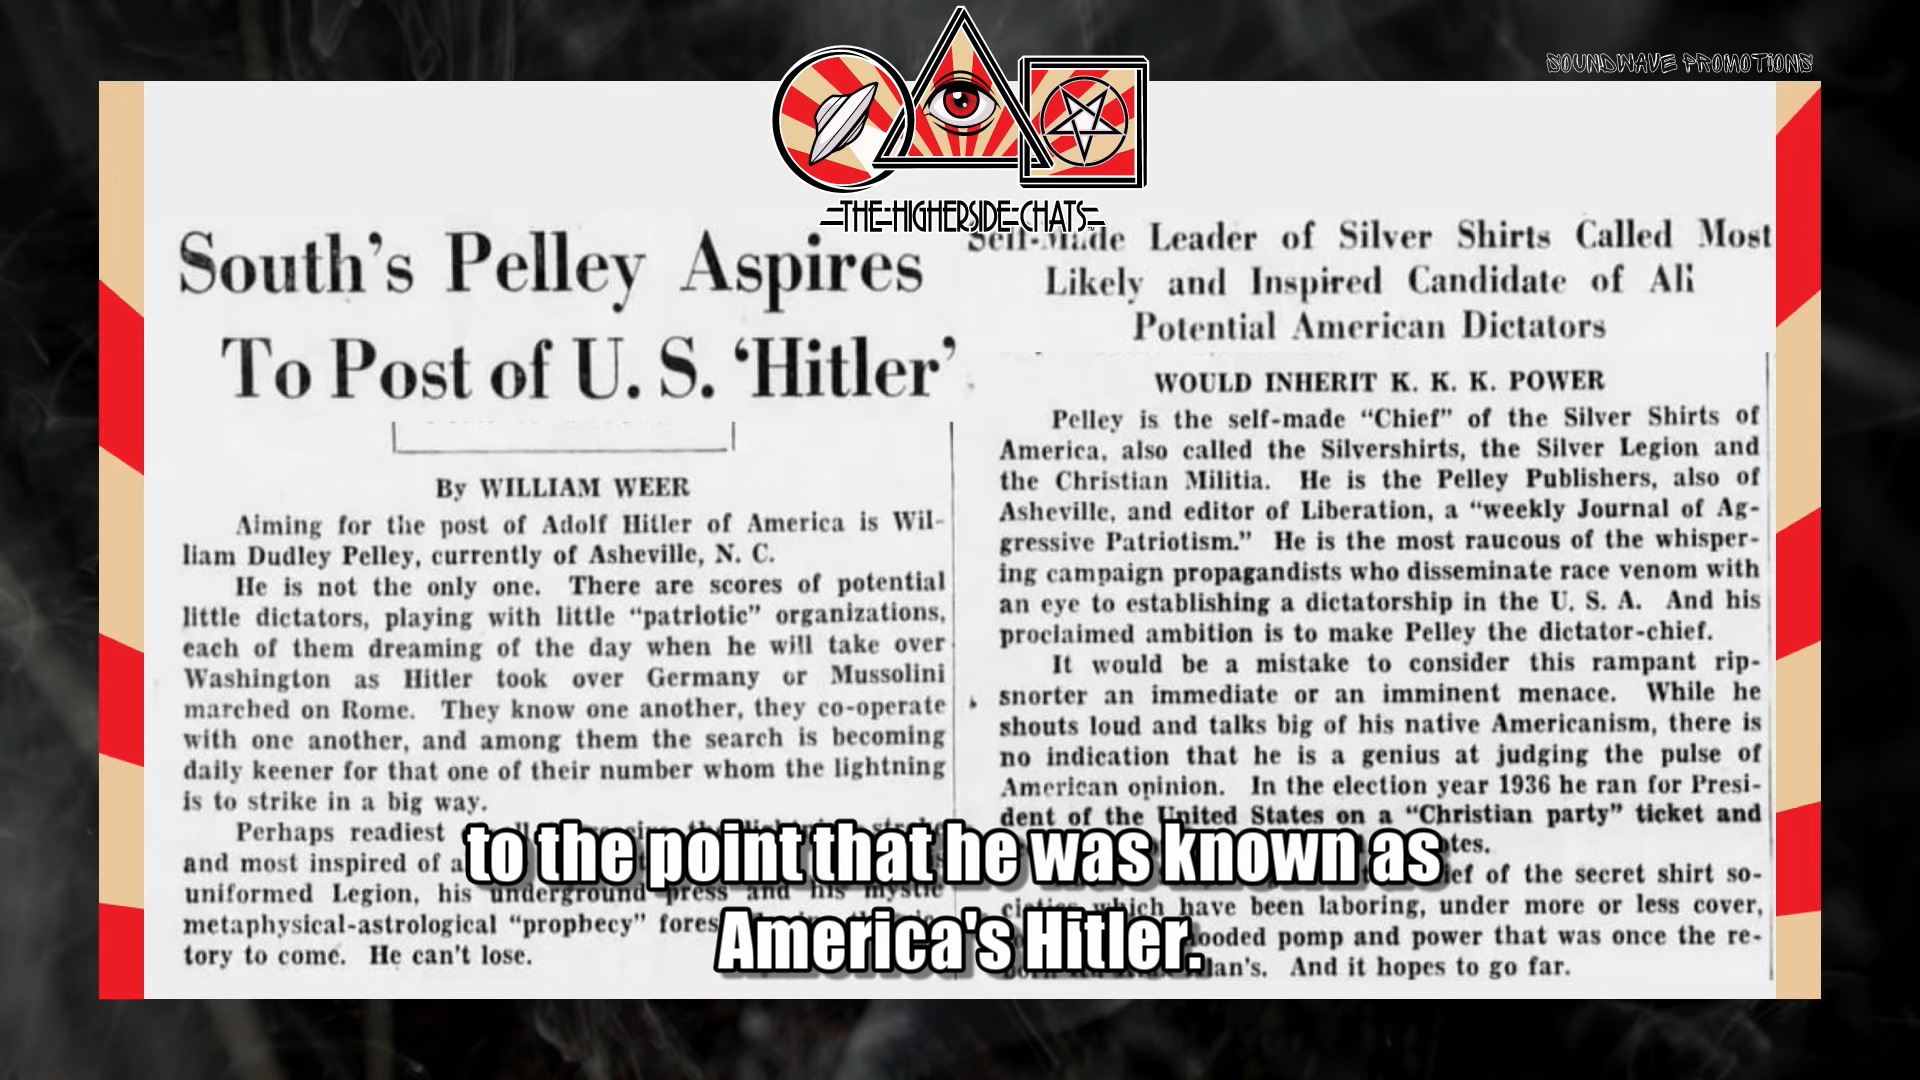 SOUNDWAVE PROMOTIONS
THE HIGHERSIDE CHATS
South's Pelley Aspires
To Post of U. S. 'Hitler'
By WILLIAM WEER
Aiming for the post of Adolf Hitler of America is Wil-
liam Dudley Pelley, currently of Asheville, N. C.
He is not the only one. There are scores of potential
little dictators, playing with little "patriotic" organizations,
each of them dreaming of the day when he will take over
Washington as Hitler took over Germany or Mussolini
marched on Rome. They know one another, they co-operate
with one another, and among them the search is becoming
daily keener for that one of their number whom the lightning
is to strike in a big way.
Perhaps readiest
and most inspired of
uniformed Legion, his underground press and his mystic
metaphysical-astrological "prophecy"
tory to come. He can't lose.
Self-Made Leader of Silver Shirts Called Most
Likely and Inspired Candidate of All
Potential American Dictators
WOULD INHERIT K. K. K. POWER
Pelley is the self-made "Chief" of the Silver Shirts of
America, also called the Silvershirts, the Silver Legion and
the Christian Militia. He is the Pelley Publishers, also of
Asheville, and editor of Liberation, a "weekly Journal of Ag-
gressive Patriotism." He is the most raucous of the whisper-
ing campaign propagandists who disseminate race venom with
an eye to establishing a dictatorship in the U. S. A. And his
proclaimed ambition is to make Pelley the dictator-chief.
It would be a mistake to consider this rampant rip-
snorter an immediate or an imminent menace. While he
shouts loud and talks big of his native Americanism, there is
no indication that he is a genius at judging the pulse of
American opinion. In the election year 1936 he ran for Presi-
dent of the United States on a "Christian party" ticket and
of the secret shirt so-
which have been laboring, under more or less cover,
pomp and power that was once the re-
And it hopes to go far.
to the point that he was known as
America's Hitler.